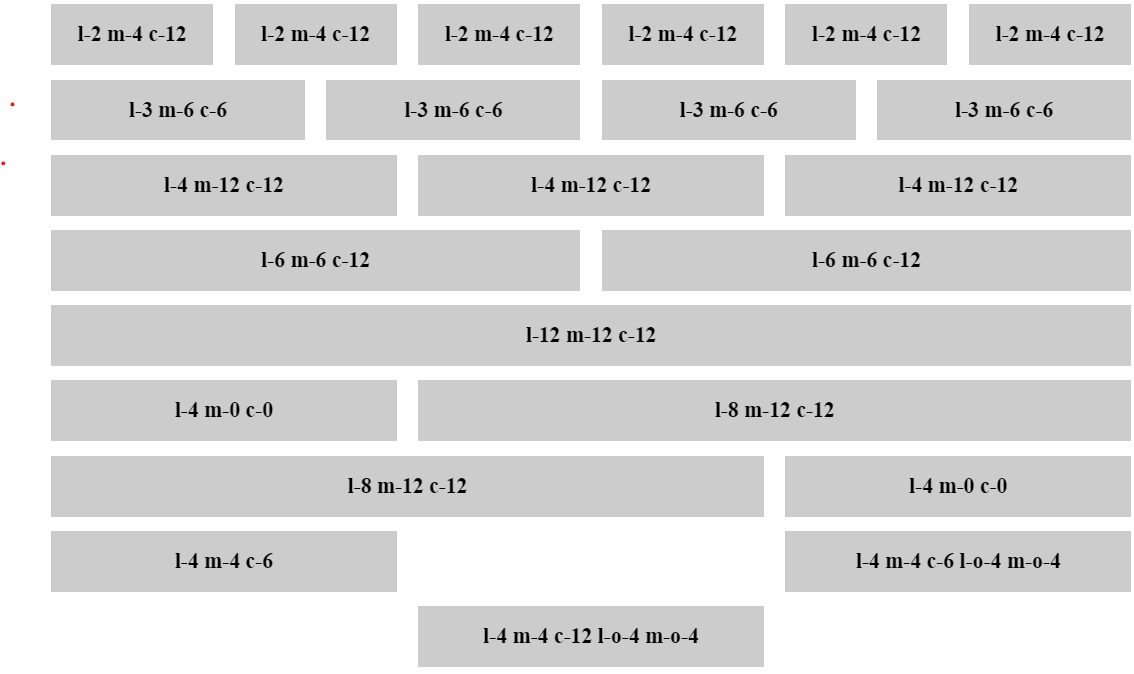 l-2 m-4 c-12 l-2 m-4 c-12 l-2 m-4 c-12 l-2 m-4 c-12 l-2 m-4 c-12 l-2 m-4 c-12
l-3 m-6 c-6 l-3 m-6 c-6 l-3 m-6 c-6 l-3 m-6 c-6
l-4 m-12 c-12 l-4 m-12 c-12 l-4 m-12 c-12
l-6 m-6 c-12 l-6 m-6 c-12
l-12 m-12 c-12
l-4 m-0 c-0 l-8 m-12 c-12
l-8 m-12 c-12 l-4 m-0 c-0
l-4 m-4 c-6 l-4 m-4 c-6 l-o-4 m-o-4
l-4 m-4 c-12 l-o-4 m-o-4